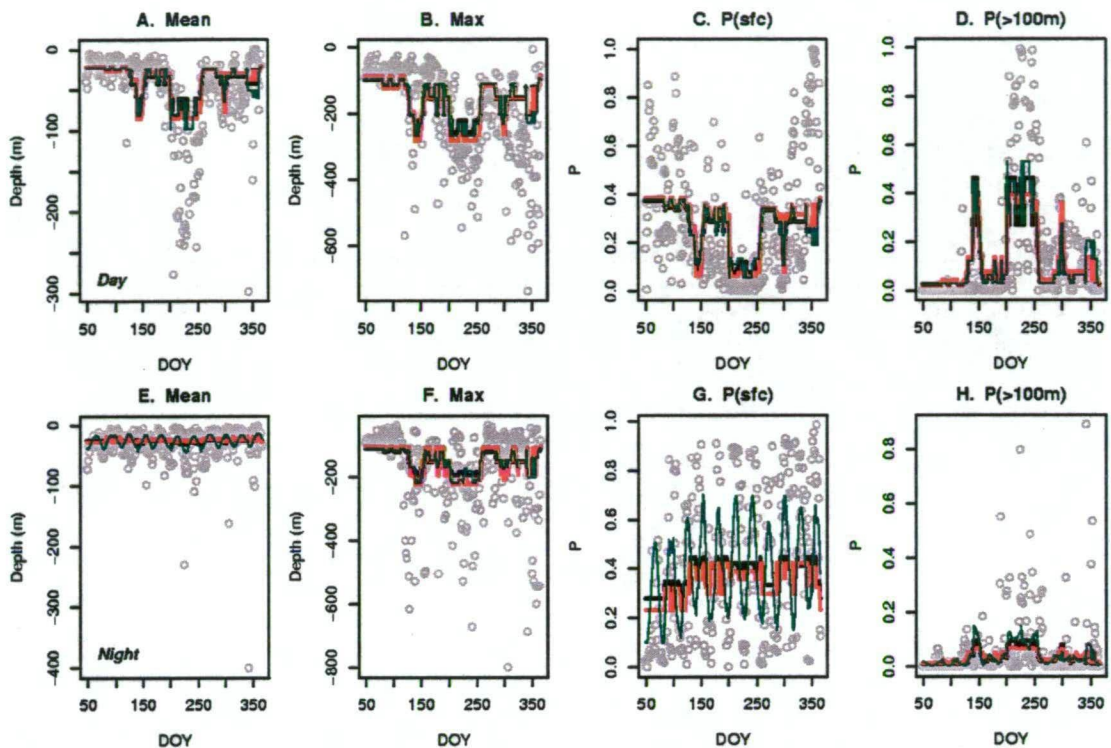 A. Mean
B. Max
C. P(sfc)
D. P(>100m)
Depth (m)
0
−100
−200
−300
Day
50
150
250
350
DOY
Depth (m)
0
−200
−400
−600
50
150
250
350
DOY
P
1.0
0.8
0.6
0.4
0.2
0.0
50
150
250
350
DOY
P
1.0
0.8
0.6
0.4
0.2
0.0
50
150
250
350
DOY
E. Mean
F. Max
G. P(sfc)
H. P(>100m)
Depth (m)
0
−100
−200
−300
−400
Night
50
150
250
350
DOY
Depth (m)
0
−200
−400
−600
−800
50
150
250
350
DOY
P
1.0
0.8
0.6
0.4
0.2
0.0
50
150
250
350
DOY
P
0.8
0.6
0.4
0.2
0.0
50
150
250
350
DOY